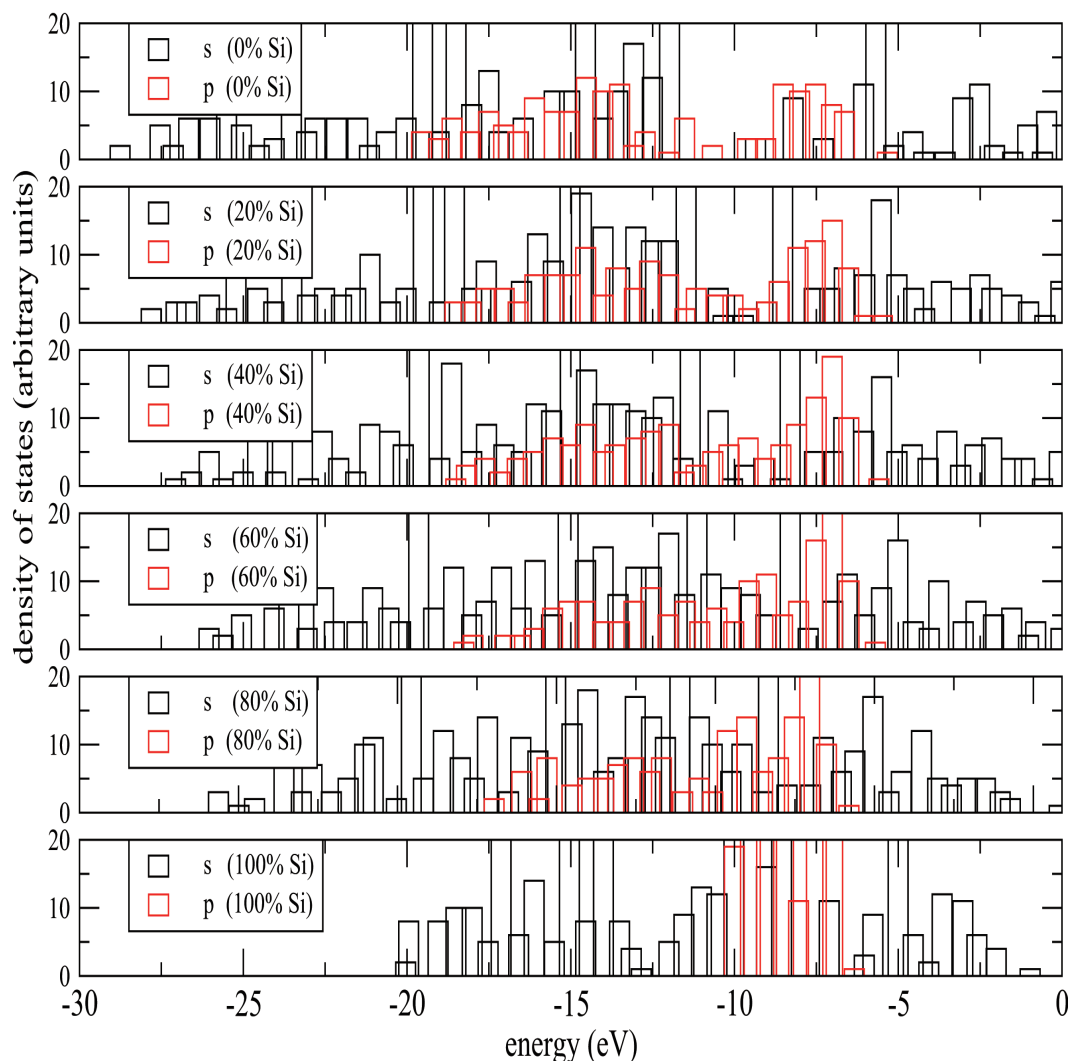 20
10
0
s (0% Si)
p (0% Si)
20
10
0
s (20% Si)
p (20% Si)
20
10
0
s (40% Si)
p (40% Si)
20
10
0
s (60% Si)
p (60% Si)
20
10
0
s (80% Si)
p (80% Si)
20
10
0
s (100% Si)
p (100% Si)
density of states (arbitrary units)
-30 -25 -20 -15 -10 -5 0
energy (eV)